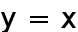 y = x